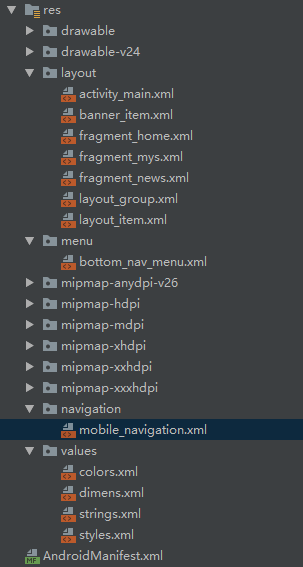 res
drawable
drawable-v24
layout
activity_main.xml
banner_item.xml
fragment_home.xml
fragment_mys.xml
fragment_news.xml
layout_group.xml
layout_item.xml
menu
bottom_nav_menu.xml
mipmap-anydpi-v26
mipmap-hdpi
mipmap-mdpi
mipmap-xhdpi
mipmap-xxhdpi
mipmap-xxxhdpi
navigation
mobile_navigation.xml
values
colors.xml
dimens.xml
strings.xml
styles.xml
MF AndroidManifest.xml